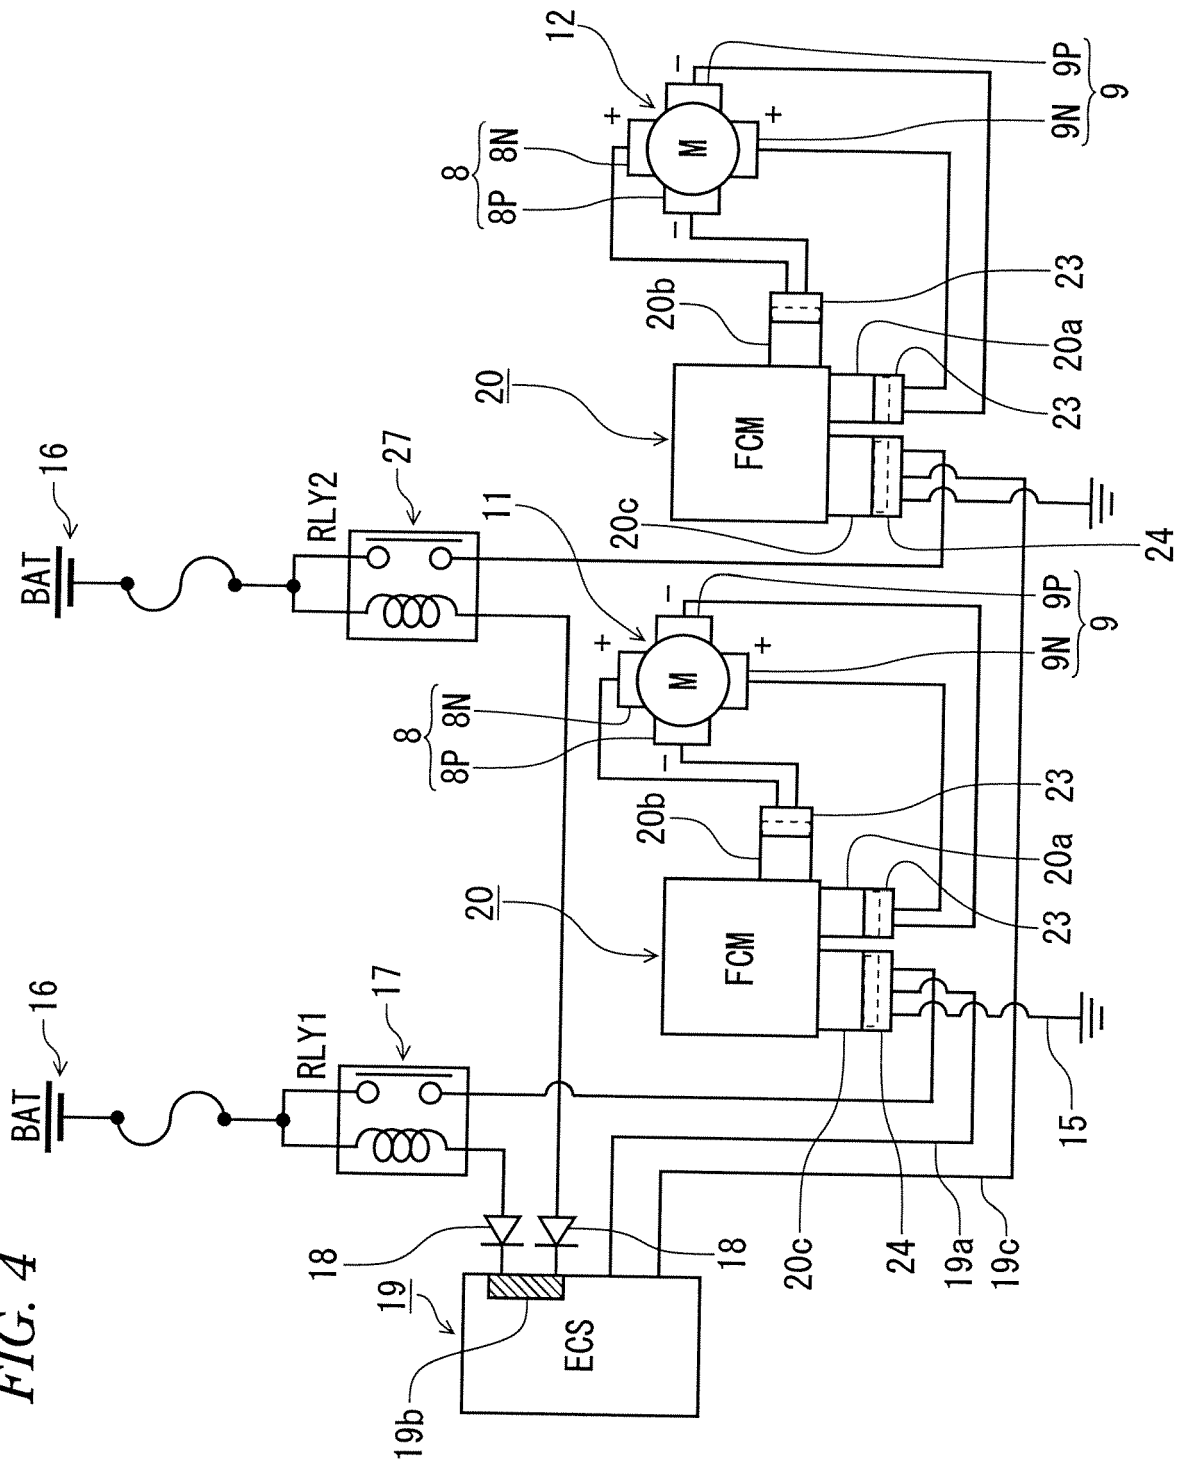 FIG. 4
BAT
16
BAT
16
RLY1
17
RLY2
27
18
18
19
19b
ECS
8
8P
8N
+
−
−
+
M
11
9P
9N
9
20
FCM
20b
23
20a
23
20c
24
15
19a
19c
8
8P
8N
+
−
−
+
M
12
9P
9N
9
20
FCM
20b
23
20a
23
20c
24